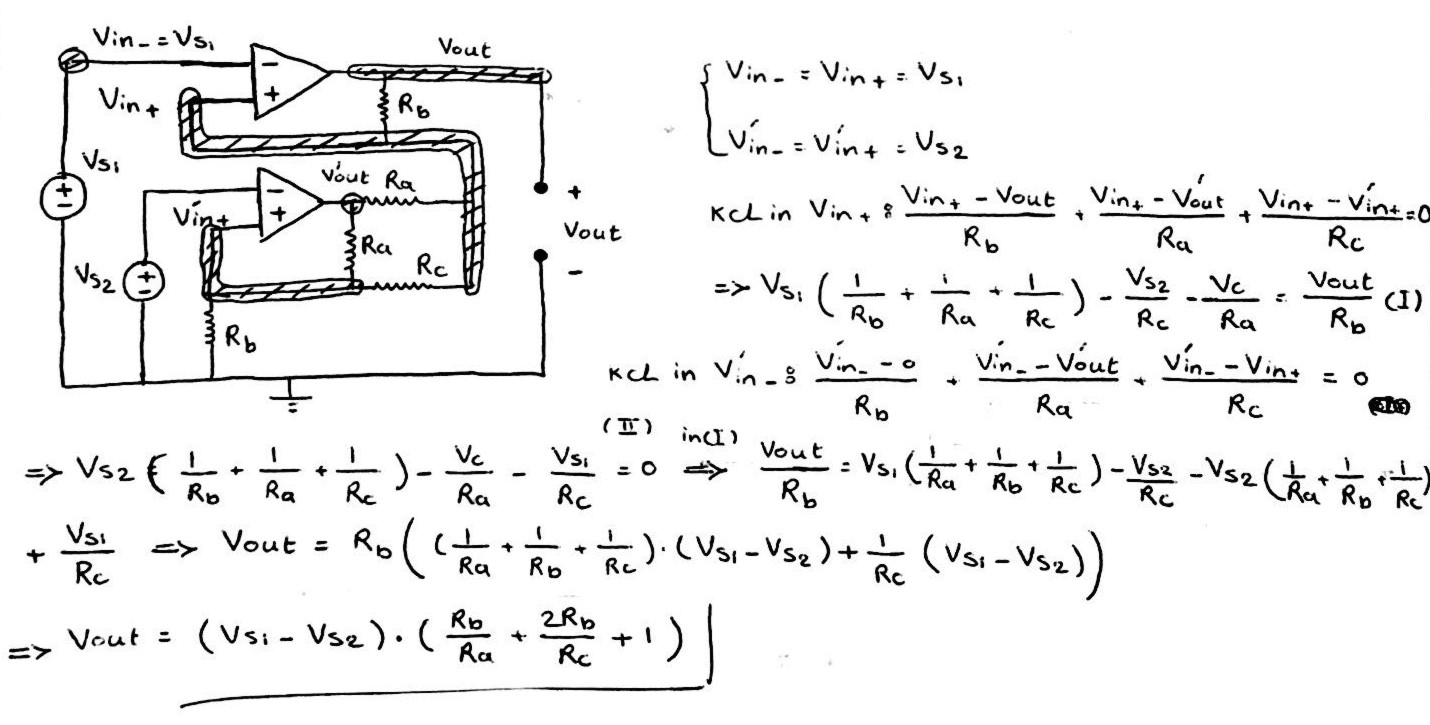 Vin- = Vs1
Vout
Vin+
Rb
Vs1
V'out Ra
V'in+
Ra
Vout
+
-
Vs2
Rc
Rb
{ Vin- = Vin+ = Vs1
V'in- = V'in+ = Vs2
KCL in Vin+ : (Vin+ - Vout)/Rb + (Vin+ - V'out)/Ra + (Vin+ - V'in+)/Rc = 0
=> Vs1 (1/Rb + 1/Ra + 1/Rc) - Vs2/Rc - Vc/Ra = Vout/Rb (I)
KCL in V'in- : (V'in- - 0)/Rb + (V'in- - V'out)/Ra + (V'in- - Vin+)/Rc = 0
=> Vs2 (1/Rb + 1/Ra + 1/Rc) - Vc/Ra - Vs1/Rc = 0 (II) in(I) => Vout/Rb = Vs1 (1/Ra + 1/Rb + 1/Rc) - Vs2/Rc - Vs2 (1/Ra + 1/Rb + 1/Rc)
+ Vs1/Rc => Vout = Rb ((1/Ra + 1/Rb + 1/Rc) . (Vs1 - Vs2) + 1/Rc (Vs1 - Vs2))
=> Vout = (Vs1 - Vs2) . (Rb/Ra + 2Rb/Rc + 1)